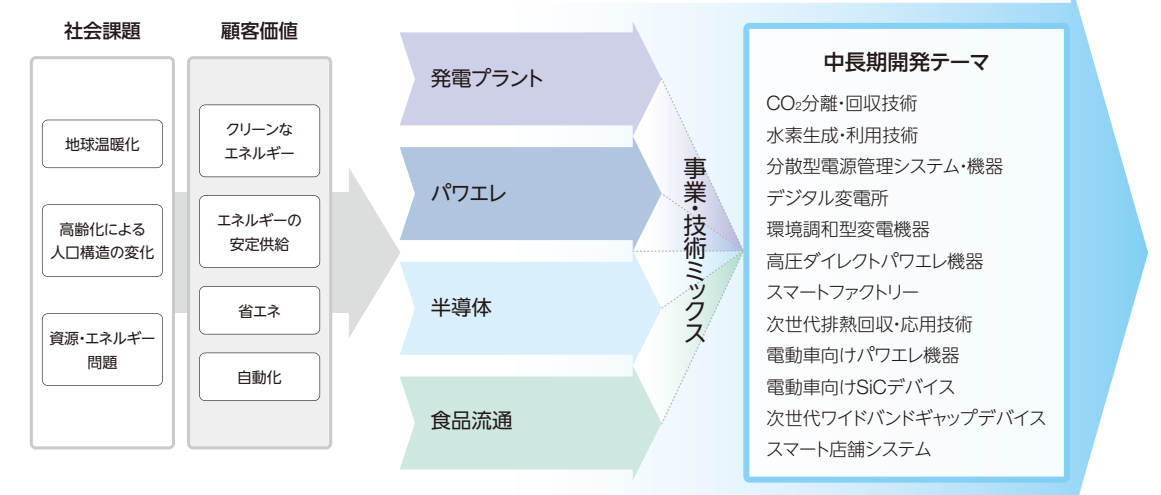 社会課題
地球温暖化
高齢化による
人口構造の変化
資源・エネルギー
問題
顧客価値
クリーンな
エネルギー
エネルギーの
安定供給
省エネ
自動化
発電プラント
パワエレ
半導体
食品流通
事業・技術ミックス
中長期開発テーマ
CO₂分離・回収技術
水素生成・利用技術
分散型電源管理システム・機器
デジタル変電所
環境調和型変電機器
高圧ダイレクトパワエレ機器
スマートファクトリー
次世代排熱回収・応用技術
電動車向けパワエレ機器
電動車向けSiCデバイス
次世代ワイドバンドギャップデバイス
スマート店舗システム